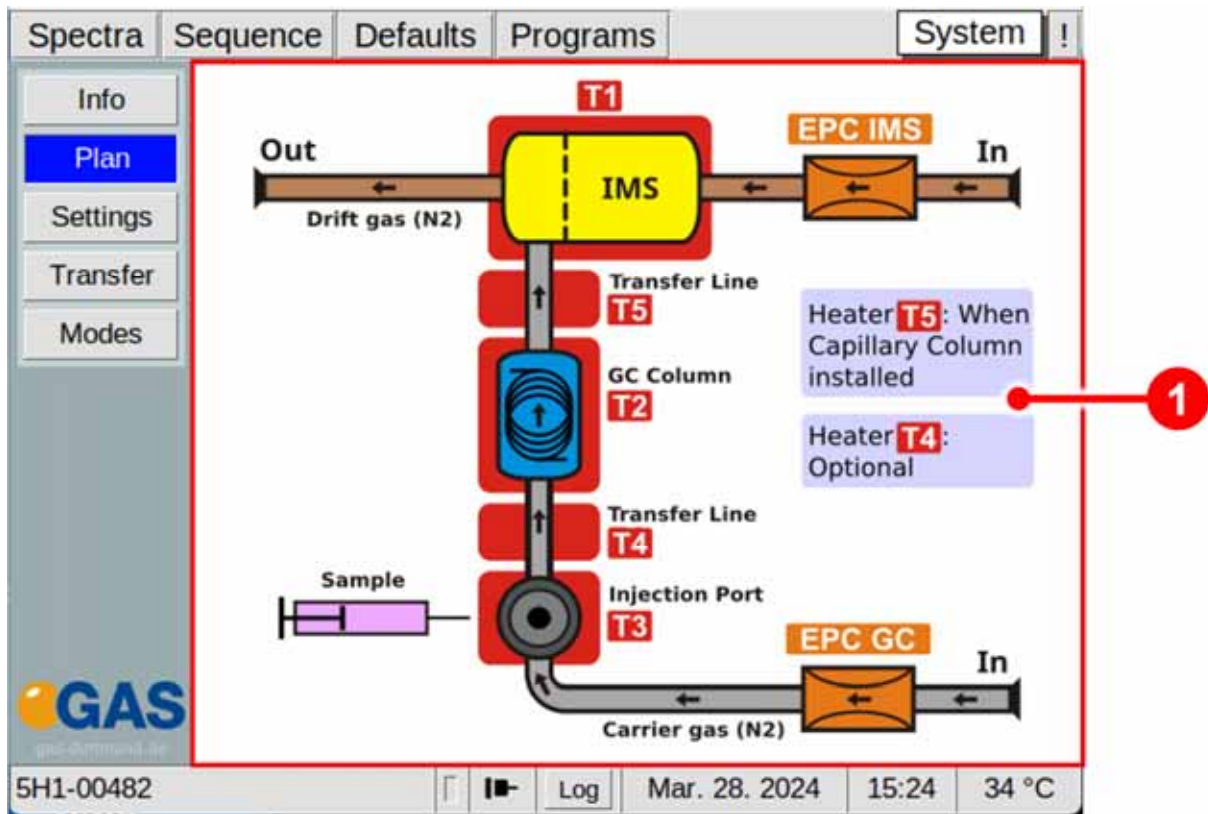 Spectra Sequence Defaults Programs System !
Info
Plan
Settings
Transfer
Modes
T1
EPC IMS
Out
In
IMS
Drift gas (N2)
Transfer Line
T5
Heater T5: When
Capillary Column
installed
GC Column
T2
1
Heater T4:
Optional
Transfer Line
T4
Sample
Injection Port
T3
EPC GC
In
Carrier gas (N2)
GAS
gas-dortmund.de
5H1-00482 Log Mar. 28. 2024 15:24 34 °C